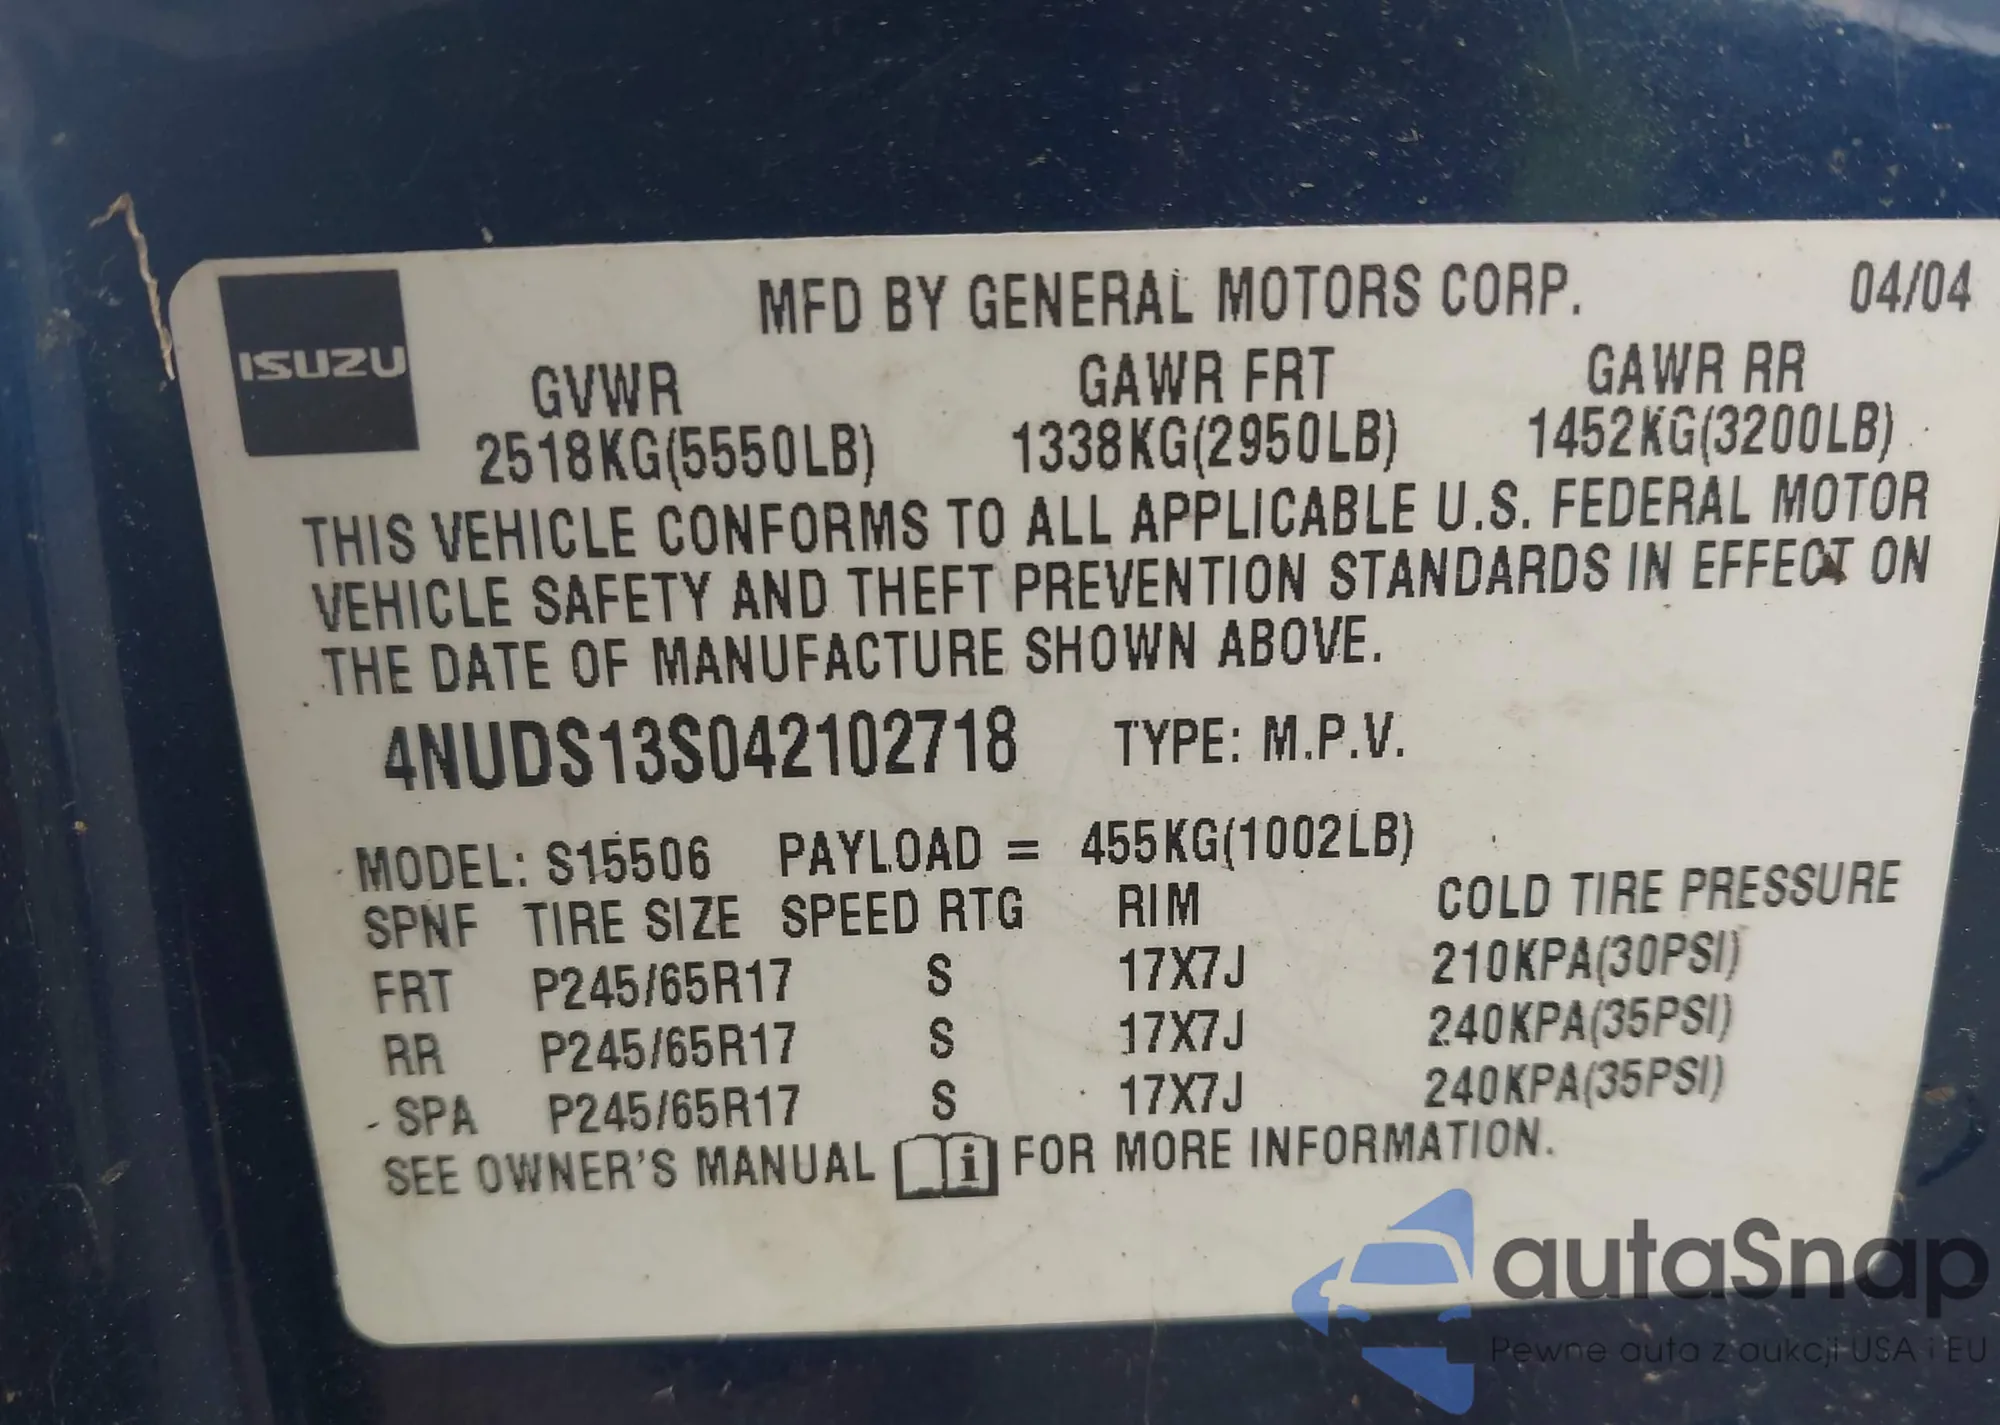 MFD BY GENERAL MOTORS CORP. 04/04
ISUZU
GVWR GAWR FRT GAWR RR
2518KG(5550LB) 1338KG(2950LB) 1452KG(3200LB)
THIS VEHICLE CONFORMS TO ALL APPLICABLE U.S. FEDERAL MOTOR
VEHICLE SAFETY AND THEFT PREVENTION STANDARDS IN EFFECT ON
THE DATE OF MANUFACTURE SHOWN ABOVE.
4NUDS13S042102718 TYPE: M.P.V.
MODEL: S15506 PAYLOAD = 455KG(1002LB)
SPNF TIRE SIZE SPEED RTG RIM COLD TIRE PRESSURE
FRT P245/65R17 S 17X7J 210KPA(30PSI)
RR P245/65R17 S 17X7J 240KPA(35PSI)
SPA P245/65R17 S 17X7J 240KPA(35PSI)
SEE OWNER'S MANUAL i FOR MORE INFORMATION.
autaSnap
Pewne auta z aukcji USA i EU